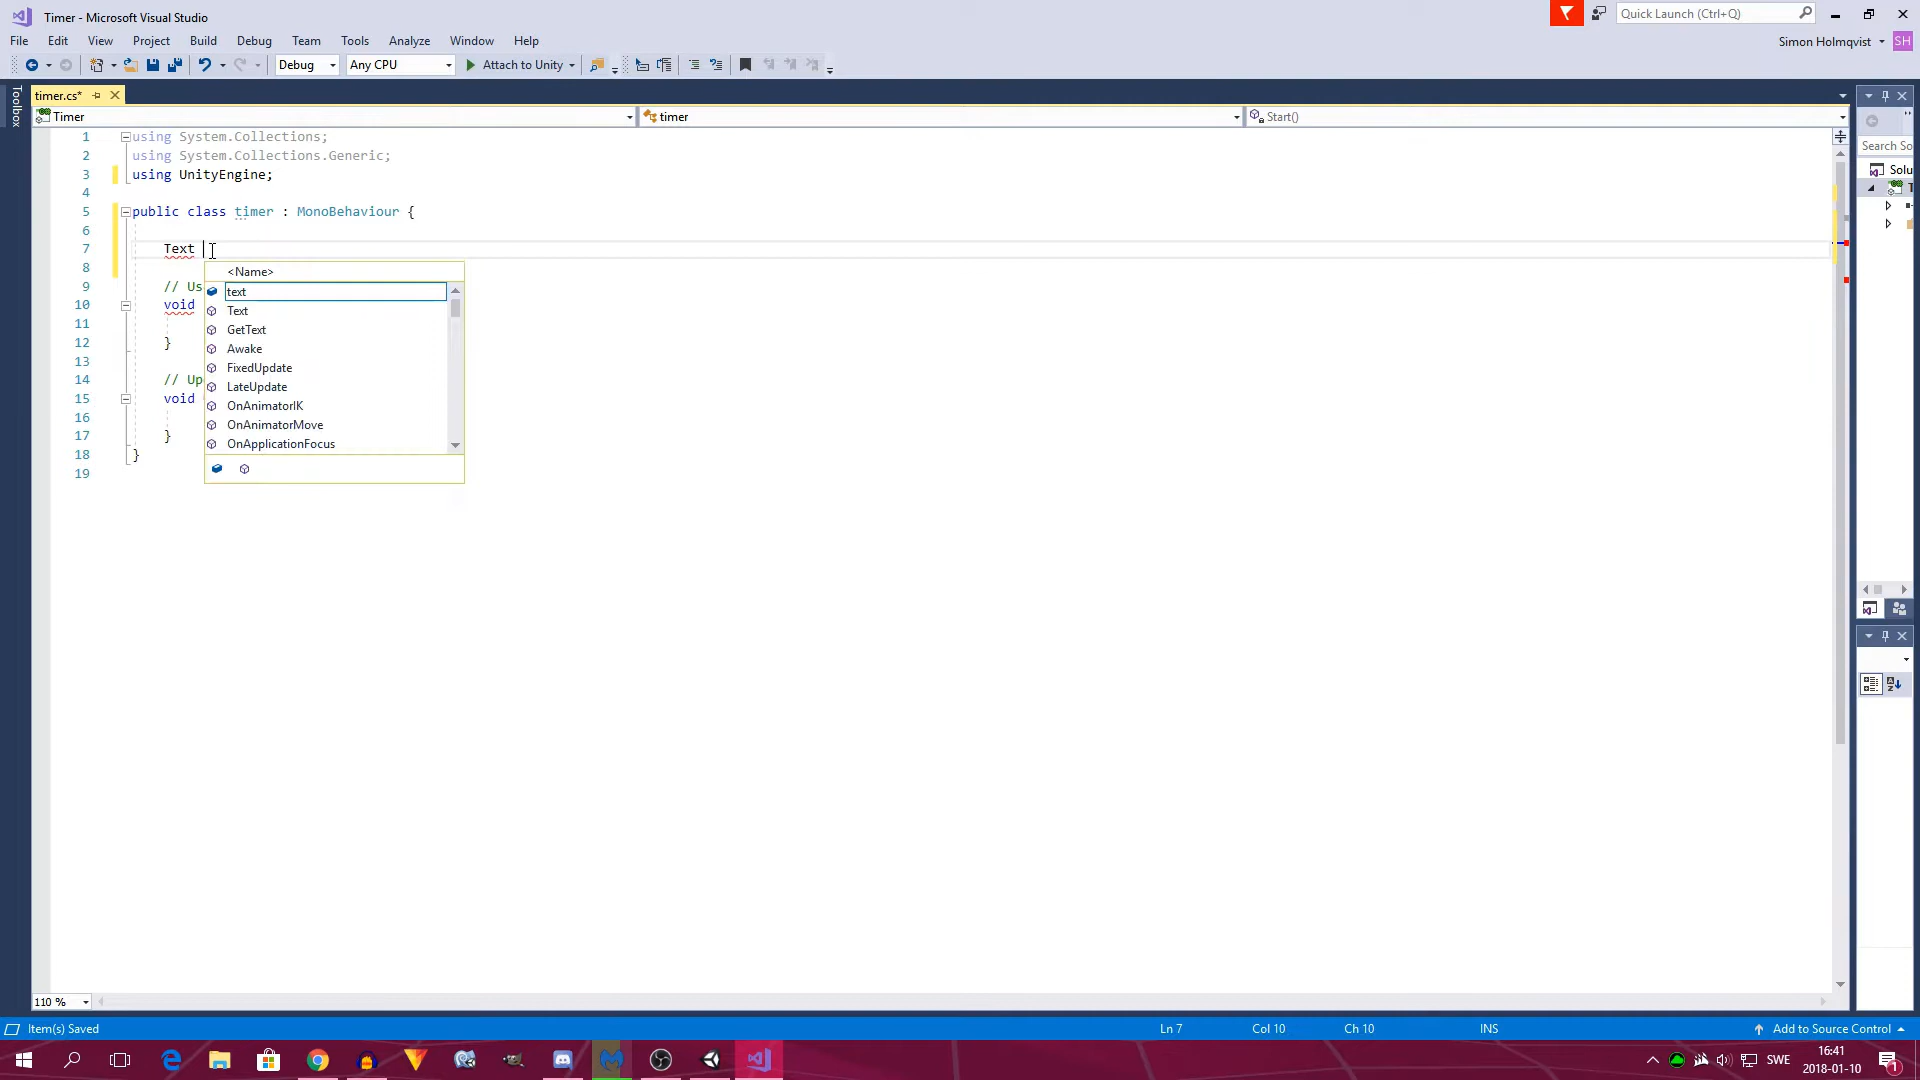 Timer - Microsoft Visual Studio
Quick Launch (Ctrl+Q)
File Edit View Project Build Debug Team Tools Analyze Window Help
Simon Holmqvist SH
Debug Any CPU Attach to Unity
Toolbox
timer.cs*
Timer timer Start()
1 using System.Collections;
2 using System.Collections.Generic;
3 using UnityEngine;
4
5 public class timer : MonoBehaviour {
6
7 Text
8
9 // Us
10 void
11
12 }
13
14 // Up
15 void
16
17 }
18 }
19
<Name>
text
Text
GetText
Awake
FixedUpdate
LateUpdate
OnAnimatorIK
OnAnimatorMove
OnApplicationFocus
Search So
Solu
110 %
Item(s) Saved Ln 7 Col 10 Ch 10 INS Add to Source Control
SWE
16:41
2018-01-10
1